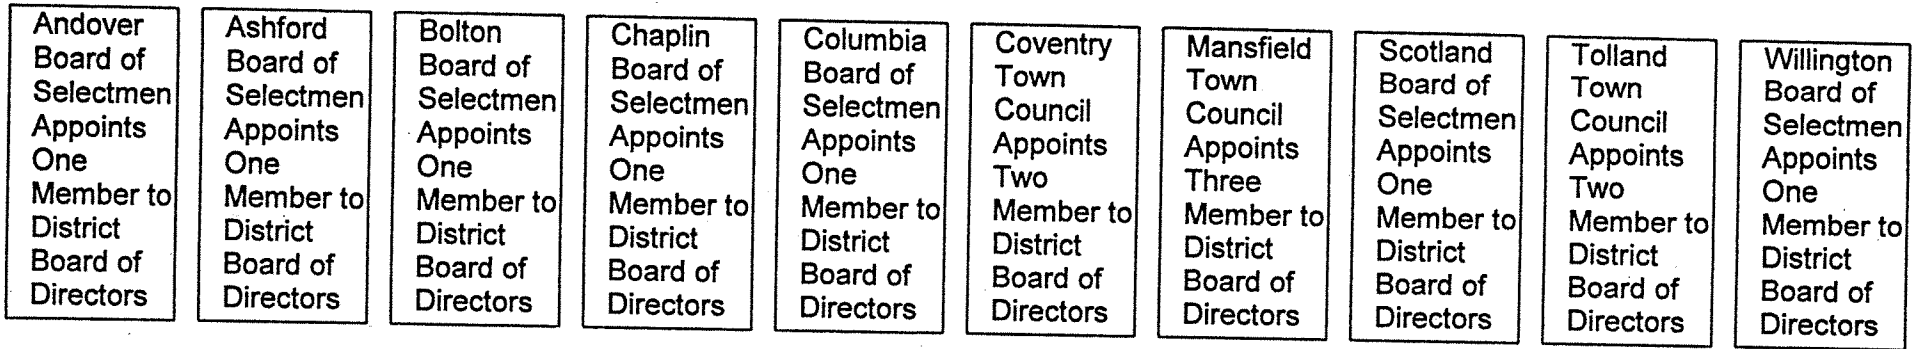 Andover
Board of
Selectmen
Appoints
One
Member to
District
Board of
Directors
Ashford
Board of
Selectmen
Appoints
One
Member to
District
Board of
Directors
Bolton
Board of
Selectmen
Appoints
One
Member to
District
Board of
Directors
Chaplin
Board of
Selectmen
Appoints
One
Member to
District
Board of
Directors
Columbia
Board of
Selectmen
Appoints
One
Member to
District
Board of
Directors
Coventry
Town
Council
Appoints
Two
Member to
District
Board of
Directors
Mansfield
Town
Council
Appoints
Three
Member to
District
Board of
Directors
Scotland
Board of
Selectmen
Appoints
One
Member to
District
Board of
Directors
Tolland
Town
Council
Appoints
Two
Member to
District
Board of
Directors
Willington
Board of
Selectmen
Appoints
One
Member to
District
Board of
Directors